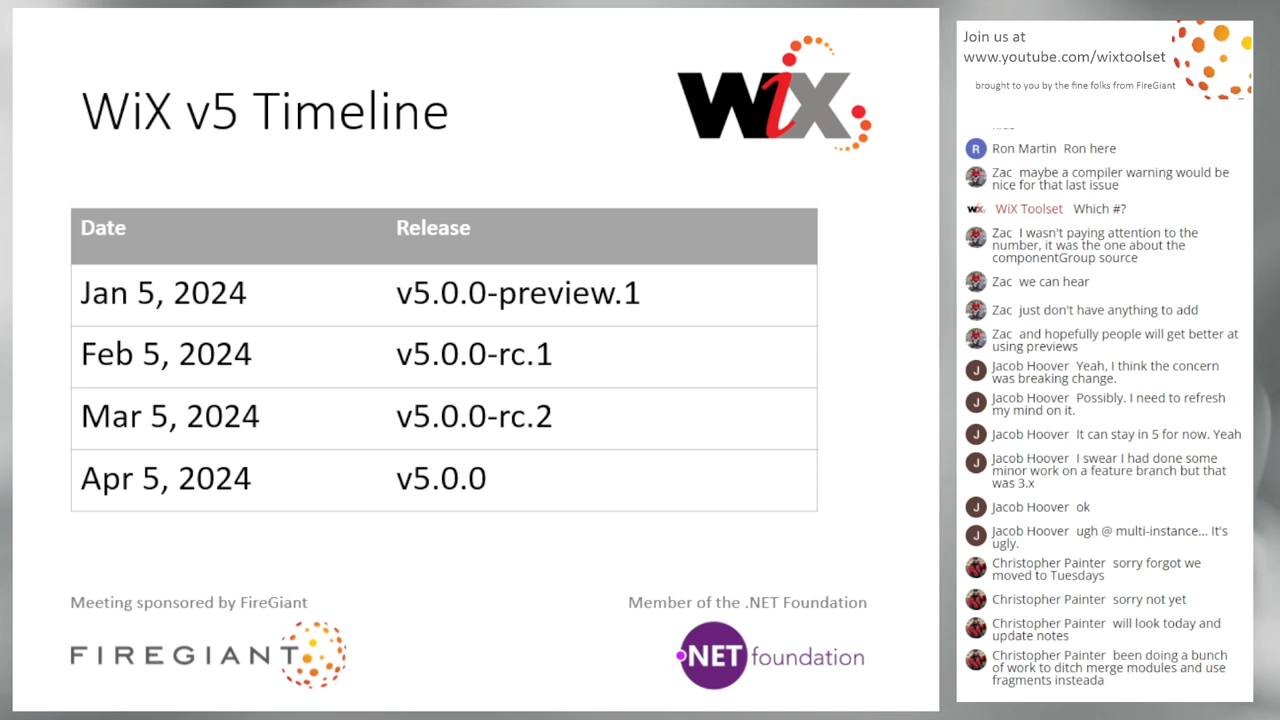 WiX v5 Timeline
WiX
Date Release
Jan 5, 2024 v5.0.0-preview.1
Feb 5, 2024 v5.0.0-rc.1
Mar 5, 2024 v5.0.0-rc.2
Apr 5, 2024 v5.0.0
Meeting sponsored by FireGiant
FIREGIANT
Member of the .NET Foundation
.NET foundation
Join us at
www.youtube.com/wixtoolset
brought to you by the fine folks from FireGiant
R Ron Martin Ron here
Zac maybe a compiler warning would be
nice for that last issue
WiX WiX Toolset Which #?
Zac I wasn't paying attention to the
number, it was the one about the
componentGroup source
Zac we can hear
Zac just don't have anything to add
Zac and hopefully people will get better at
using previews
J Jacob Hoover Yeah, I think the concern
was breaking change.
J Jacob Hoover Possibly. I need to refresh
my mind on it.
J Jacob Hoover It can stay in 5 for now. Yeah
J Jacob Hoover I swear I had done some
minor work on a feature branch but that
was 3.x
J Jacob Hoover ok
J Jacob Hoover ugh @ multi-instance... It's
ugly.
Christopher Painter sorry forgot we
moved to Tuesdays
Christopher Painter sorry not yet
Christopher Painter will look today and
update notes
Christopher Painter been doing a bunch
of work to ditch merge modules and use
fragments insteada